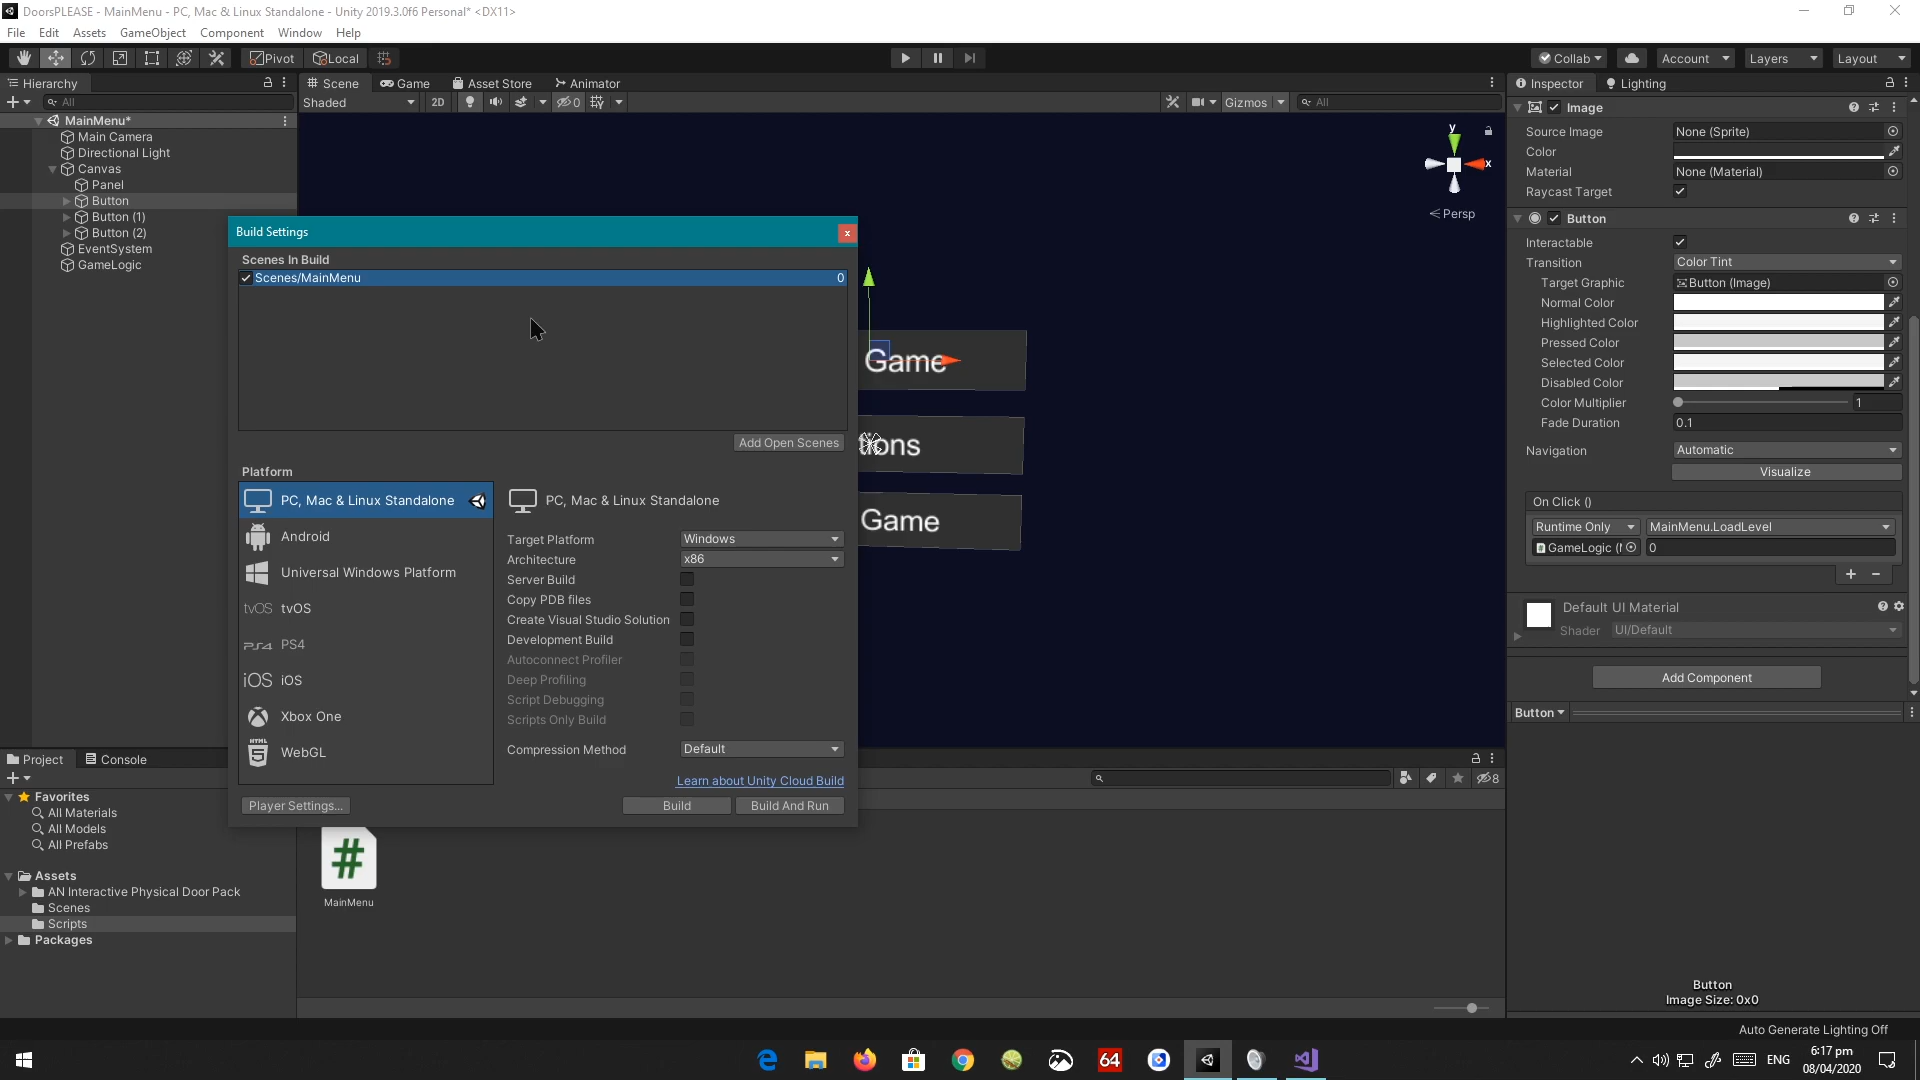 DoorsPLEASE - MainMenu - PC, Mac & Linux Standalone - Unity 2019.3.0f6 Personal* <DX11>
File Edit Assets GameObject Component Window Help
Pivot Local Collab Account Layers Layout
Hierarchy
All
MainMenu*
Main Camera
Directional Light
Canvas
Panel
Button
Button (1)
Button (2)
EventSystem
GameLogic
Scene Game Asset Store Animator
Shaded 2D 0 Gizmos All
y
x
Persp
Game
tions
Game
Build Settings
x
Scenes In Build
Scenes/MainMenu 0
Add Open Scenes
Platform
PC, Mac & Linux Standalone
Android
Universal Windows Platform
tvOS tvOS
PS4 PS4
iOS iOS
Xbox One
HTML 5 WebGL
PC, Mac & Linux Standalone
Target Platform Windows
Architecture x86
Server Build
Copy PDB files
Create Visual Studio Solution
Development Build
Autoconnect Profiler
Deep Profiling
Script Debugging
Scripts Only Build
Compression Method Default
Learn about Unity Cloud Build
Player Settings... Build Build And Run
Inspector Lighting
Image
Source Image None (Sprite)
Color
Material None (Material)
Raycast Target
Button
Interactable
Transition Color Tint
Target Graphic Button (Image)
Normal Color
Highlighted Color
Pressed Color
Selected Color
Disabled Color
Color Multiplier 1
Fade Duration 0.1
Navigation Automatic
Visualize
On Click ()
Runtime Only MainMenu.LoadLevel
GameLogic ( 0
Default UI Material
Shader UI/Default
Add Component
Button
Button
Image Size: 0x0
Project Console
8
Favorites
All Materials
All Models
All Prefabs
Assets
AN Interactive Physical Door Pack
Scenes
Scripts
Packages
#
MainMenu
Auto Generate Lighting Off
64
ENG
6:17 pm
08/04/2020